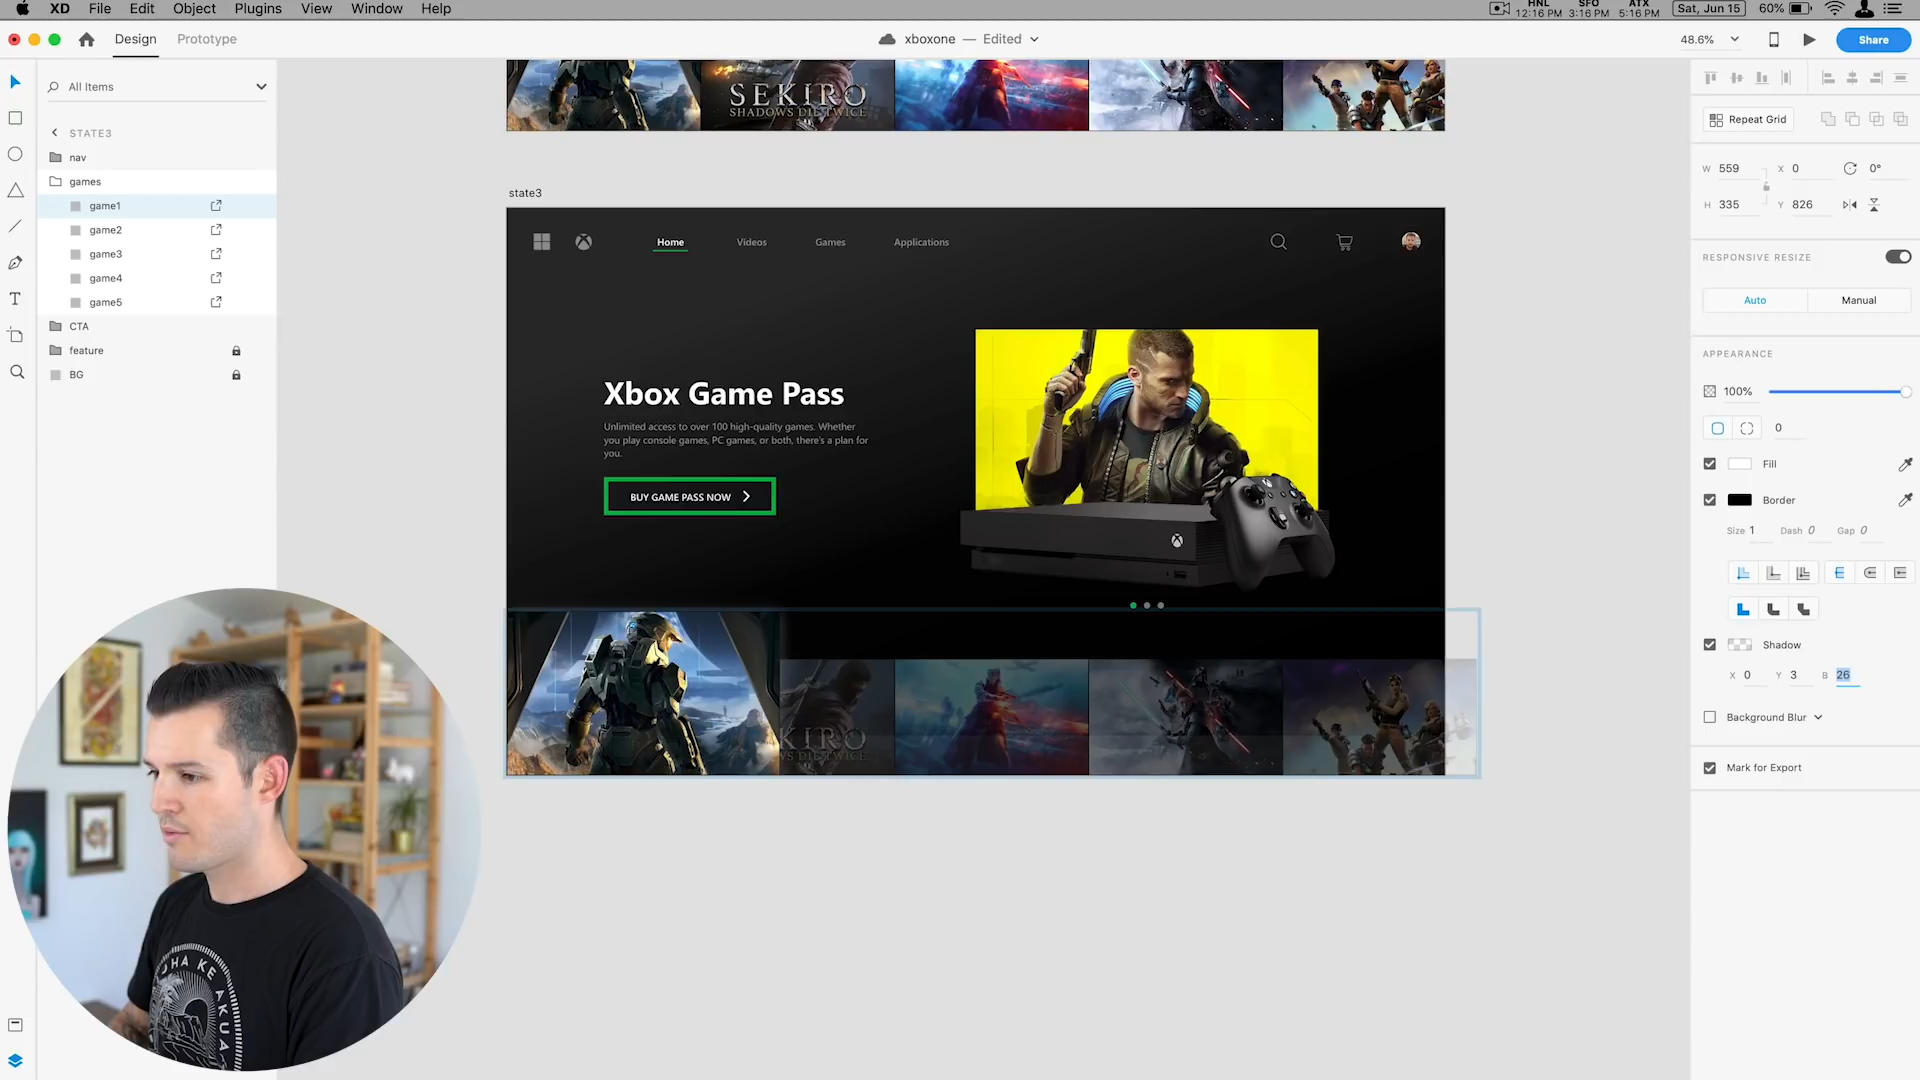 XD File Edit Object Plugins View Window Help
HNL SFO ATX
12:16 PM 3:16 PM 5:16 PM
Sat, Jun 15 60%
Design Prototype
xboxone — Edited
48.6%
Share
All Items
STATE3
nav
games
game1
game2
game3
game4
game5
CTA
feature
BG
SEKIRO
SHADOWS DIE TWICE
state3
Home Videos Games Applications
Xbox Game Pass
Unlimited access to over 100 high-quality games. Whether
you play console games, PC games, or both, there's a plan for
you.
BUY GAME PASS NOW
KIRO
Repeat Grid
W 559 X 0 0°
H 335 Y 826
RESPONSIVE RESIZE
Auto Manual
APPEARANCE
100%
0
Fill
Border
Size 1 Dash 0 Gap 0
Shadow
X 0 Y 3 B 26
Background Blur
Mark for Export